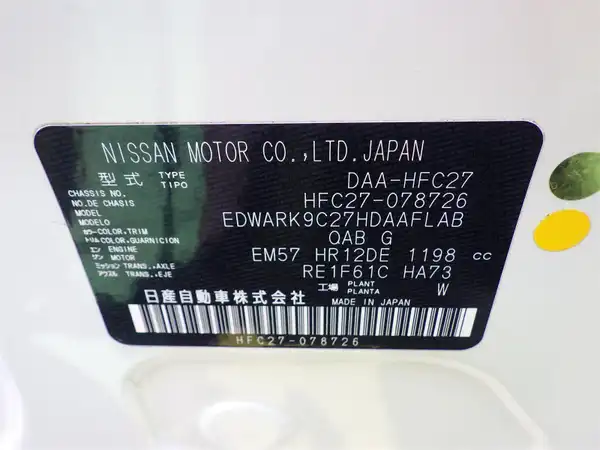 NISSAN MOTOR CO.,LTD.JAPAN
型式 TYPE TIPO DAA-HFC27
CHASSIS NO. NO.DE CHASIS HFC27-078726
MODEL MODELO EDWARK9C27HDAAFLAB
カラー COLOR,TRIM トリム COLOR,GUARNICION QAB G
エンジン ENGINE MOTOR EM57 HR12DE 1198 cc
ミッション TRANS.,AXLE アクスル TRANS.,EJE RE1F61C HA73
工場 PLANT PLANTA W
日産自動車株式会社 MADE IN JAPAN
HFC27-078726